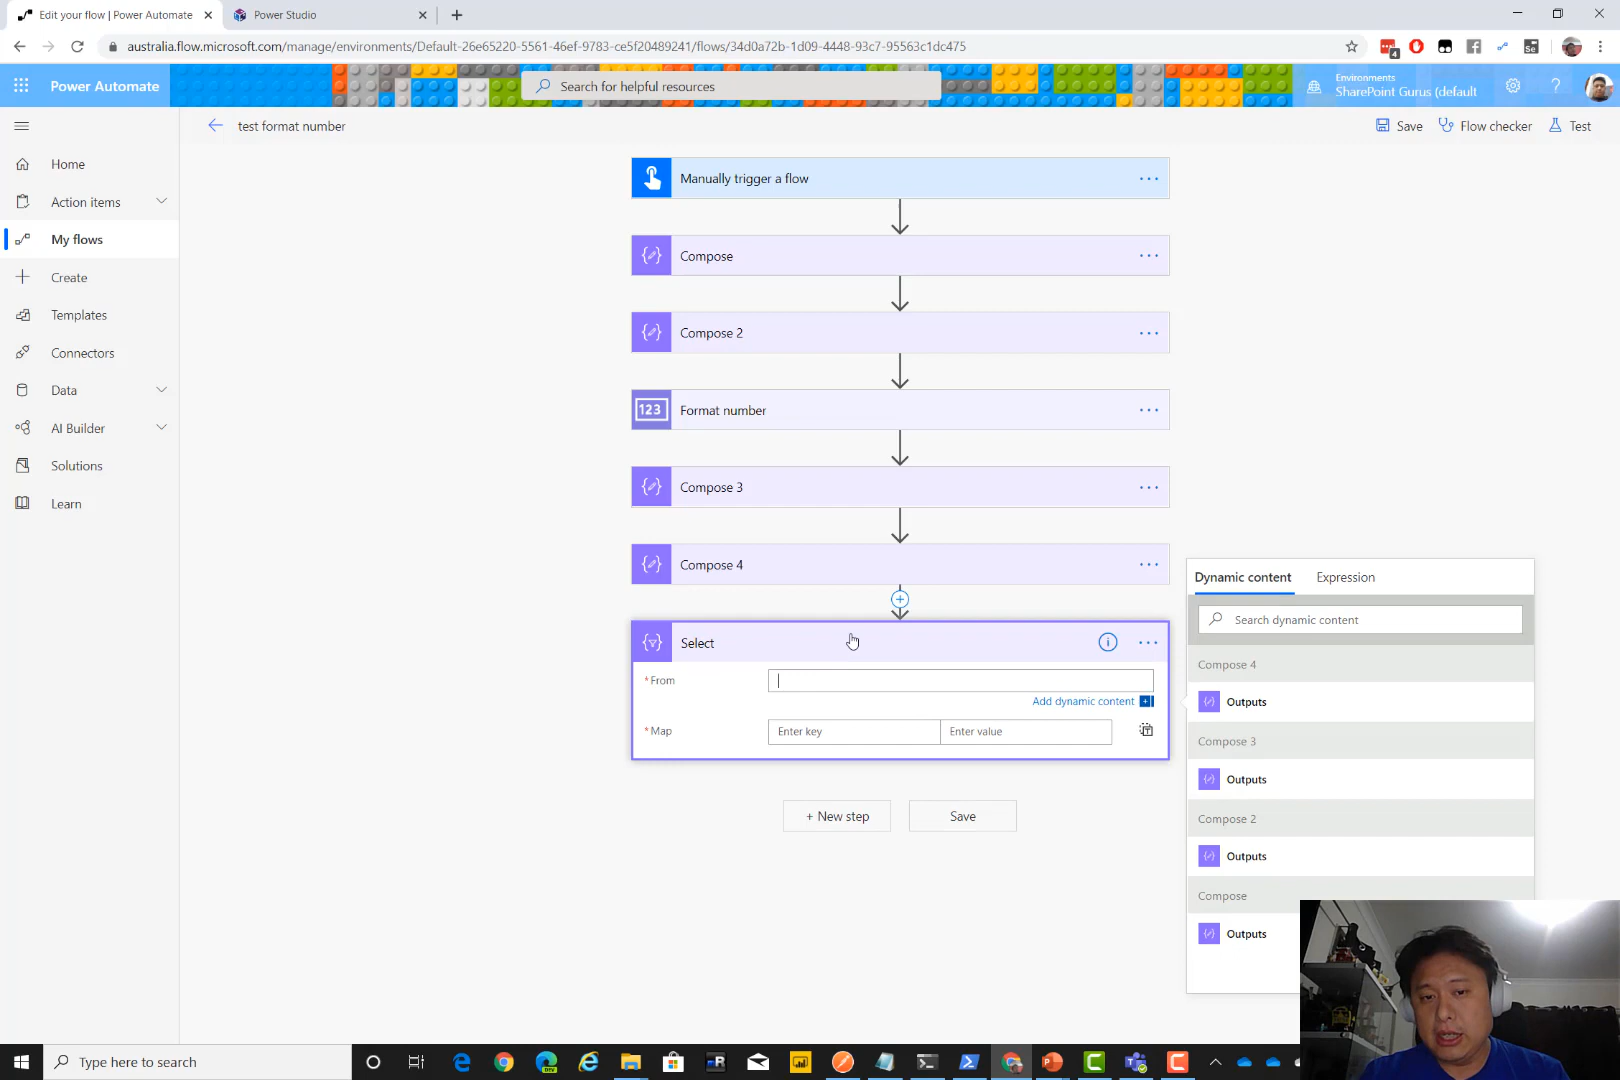 Edit your flow | Power Automate
Power Studio
australia.flow.microsoft.com/manage/environments/Default-26e65220-5561-46ef-9783-ce5f20489241/flows/34d0a72b-1d09-4448-93c7-95563c1dc475
4
Se
Power Automate
Search for helpful resources
Environments
SharePoint Gurus (default
?
test format number
Save
Flow checker
Test
Home
Action items
My flows
Create
Templates
Connectors
Data
AI Builder
Solutions
Learn
Manually trigger a flow
Compose
Compose 2
123
Format number
Compose 3
Compose 4
Select
* From
Add dynamic content
* Map
Enter key
Enter value
+ New step
Save
Dynamic content
Expression
Search dynamic content
Compose 4
Outputs
Compose 3
Outputs
Compose 2
Outputs
Compose
Outputs
Type here to search